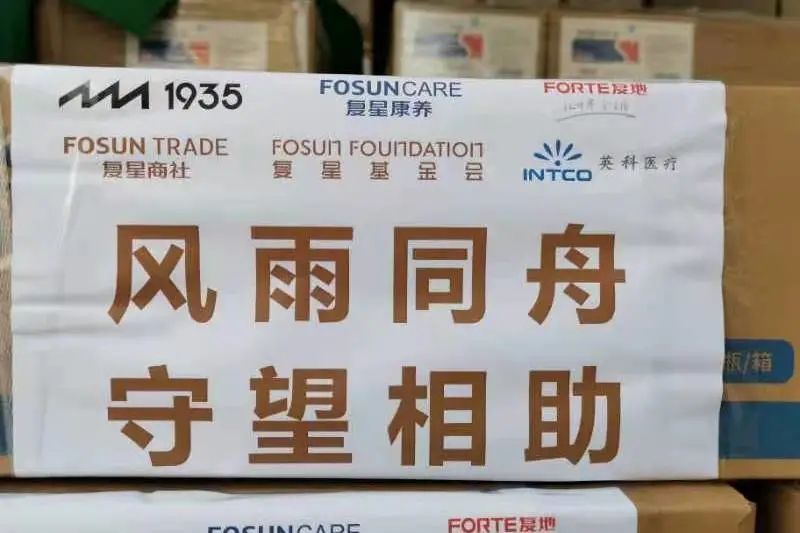 1935 FOSUNCARE FORTE复地
复星康养
FOSUN TRADE FOSUN FOUNDATION INTCO 英科医疗
复星商社 复星基金会
风雨同舟
守望相助
瓶/箱
FOSUNCARE FORTE复地